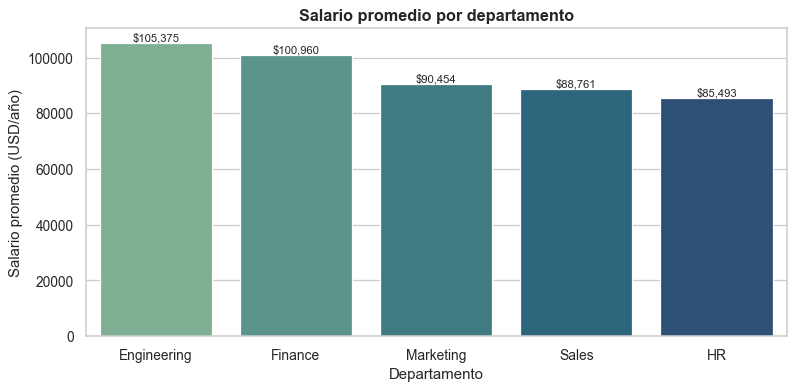 Salario promedio por departamento
Salario promedio (USD/año)
100000
80000
60000
40000
20000
0
$105,375
$100,960
$90,454
$88,761
$85,493
Engineering
Finance
Marketing
Sales
HR
Departamento